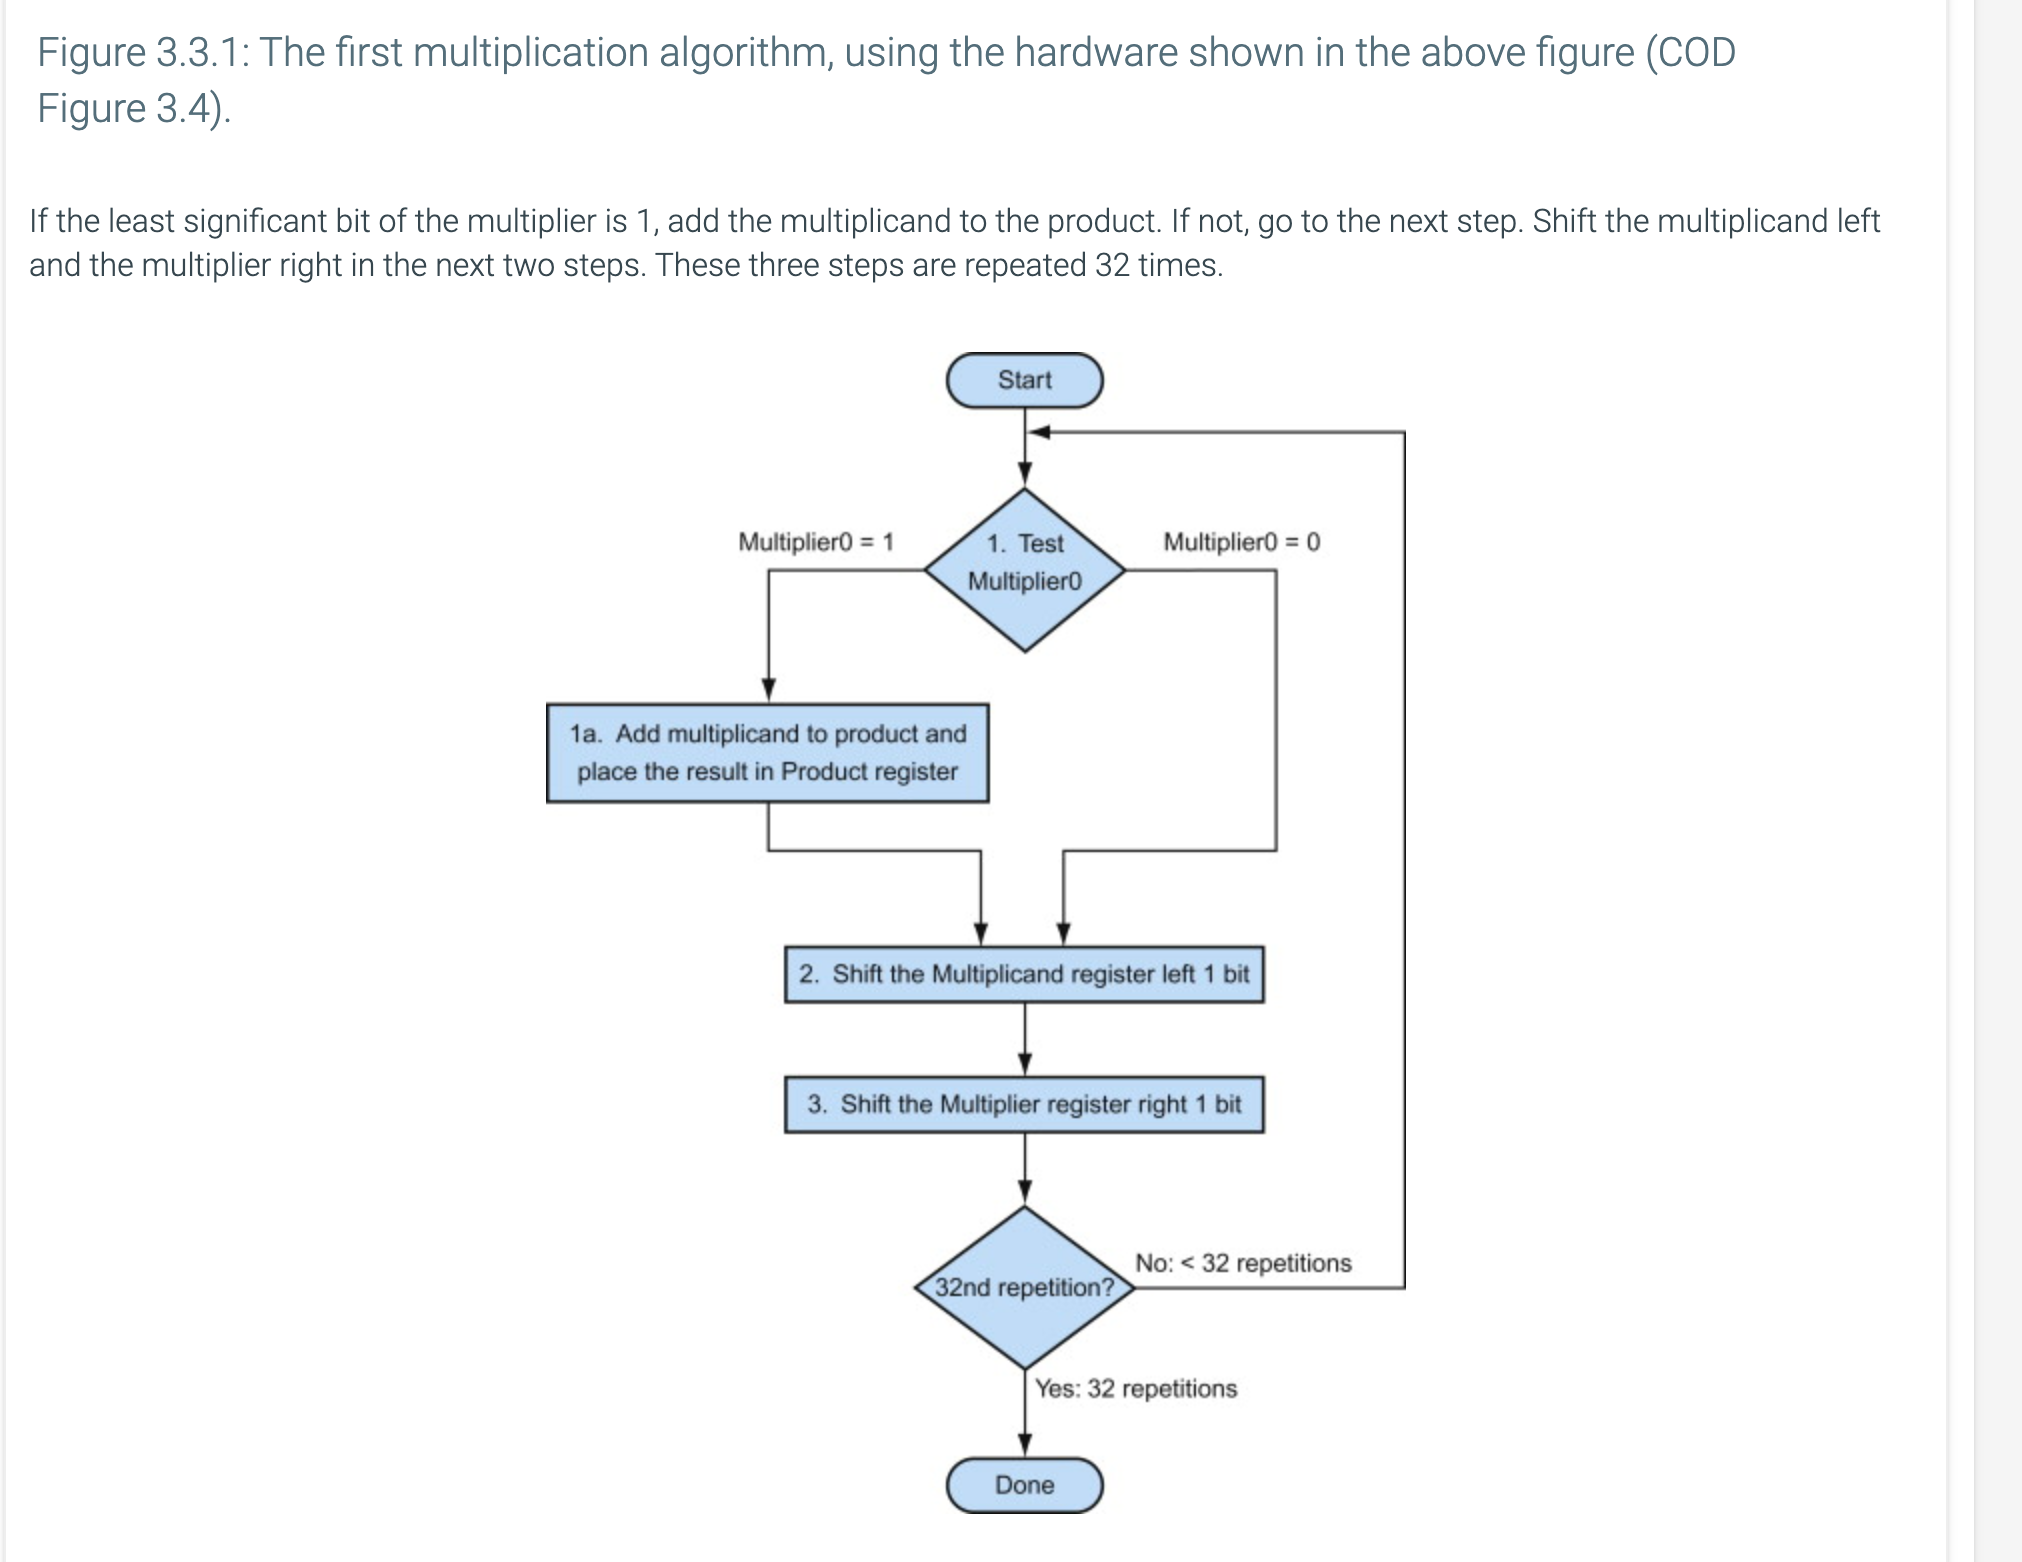 Figure 3.3.1: The first multiplication algorithm, using the hardware shown in the above figure (COD
Figure 3.4).
If the least significant bit of the multiplier is 1, add the multiplicand to the product. If not, go to the next step. Shift the multiplicand left
and the multiplier right in the next two steps. These three steps are repeated 32 times.
Start
Multiplier0 = 1
1. Test
Multiplier0
Multiplier0 = 0
1a. Add multiplicand to product and
place the result in Product register
2. Shift the Multiplicand register left 1 bit
3. Shift the Multiplier register right 1 bit
32nd repetition?
No: < 32 repetitions
Yes: 32 repetitions
Done